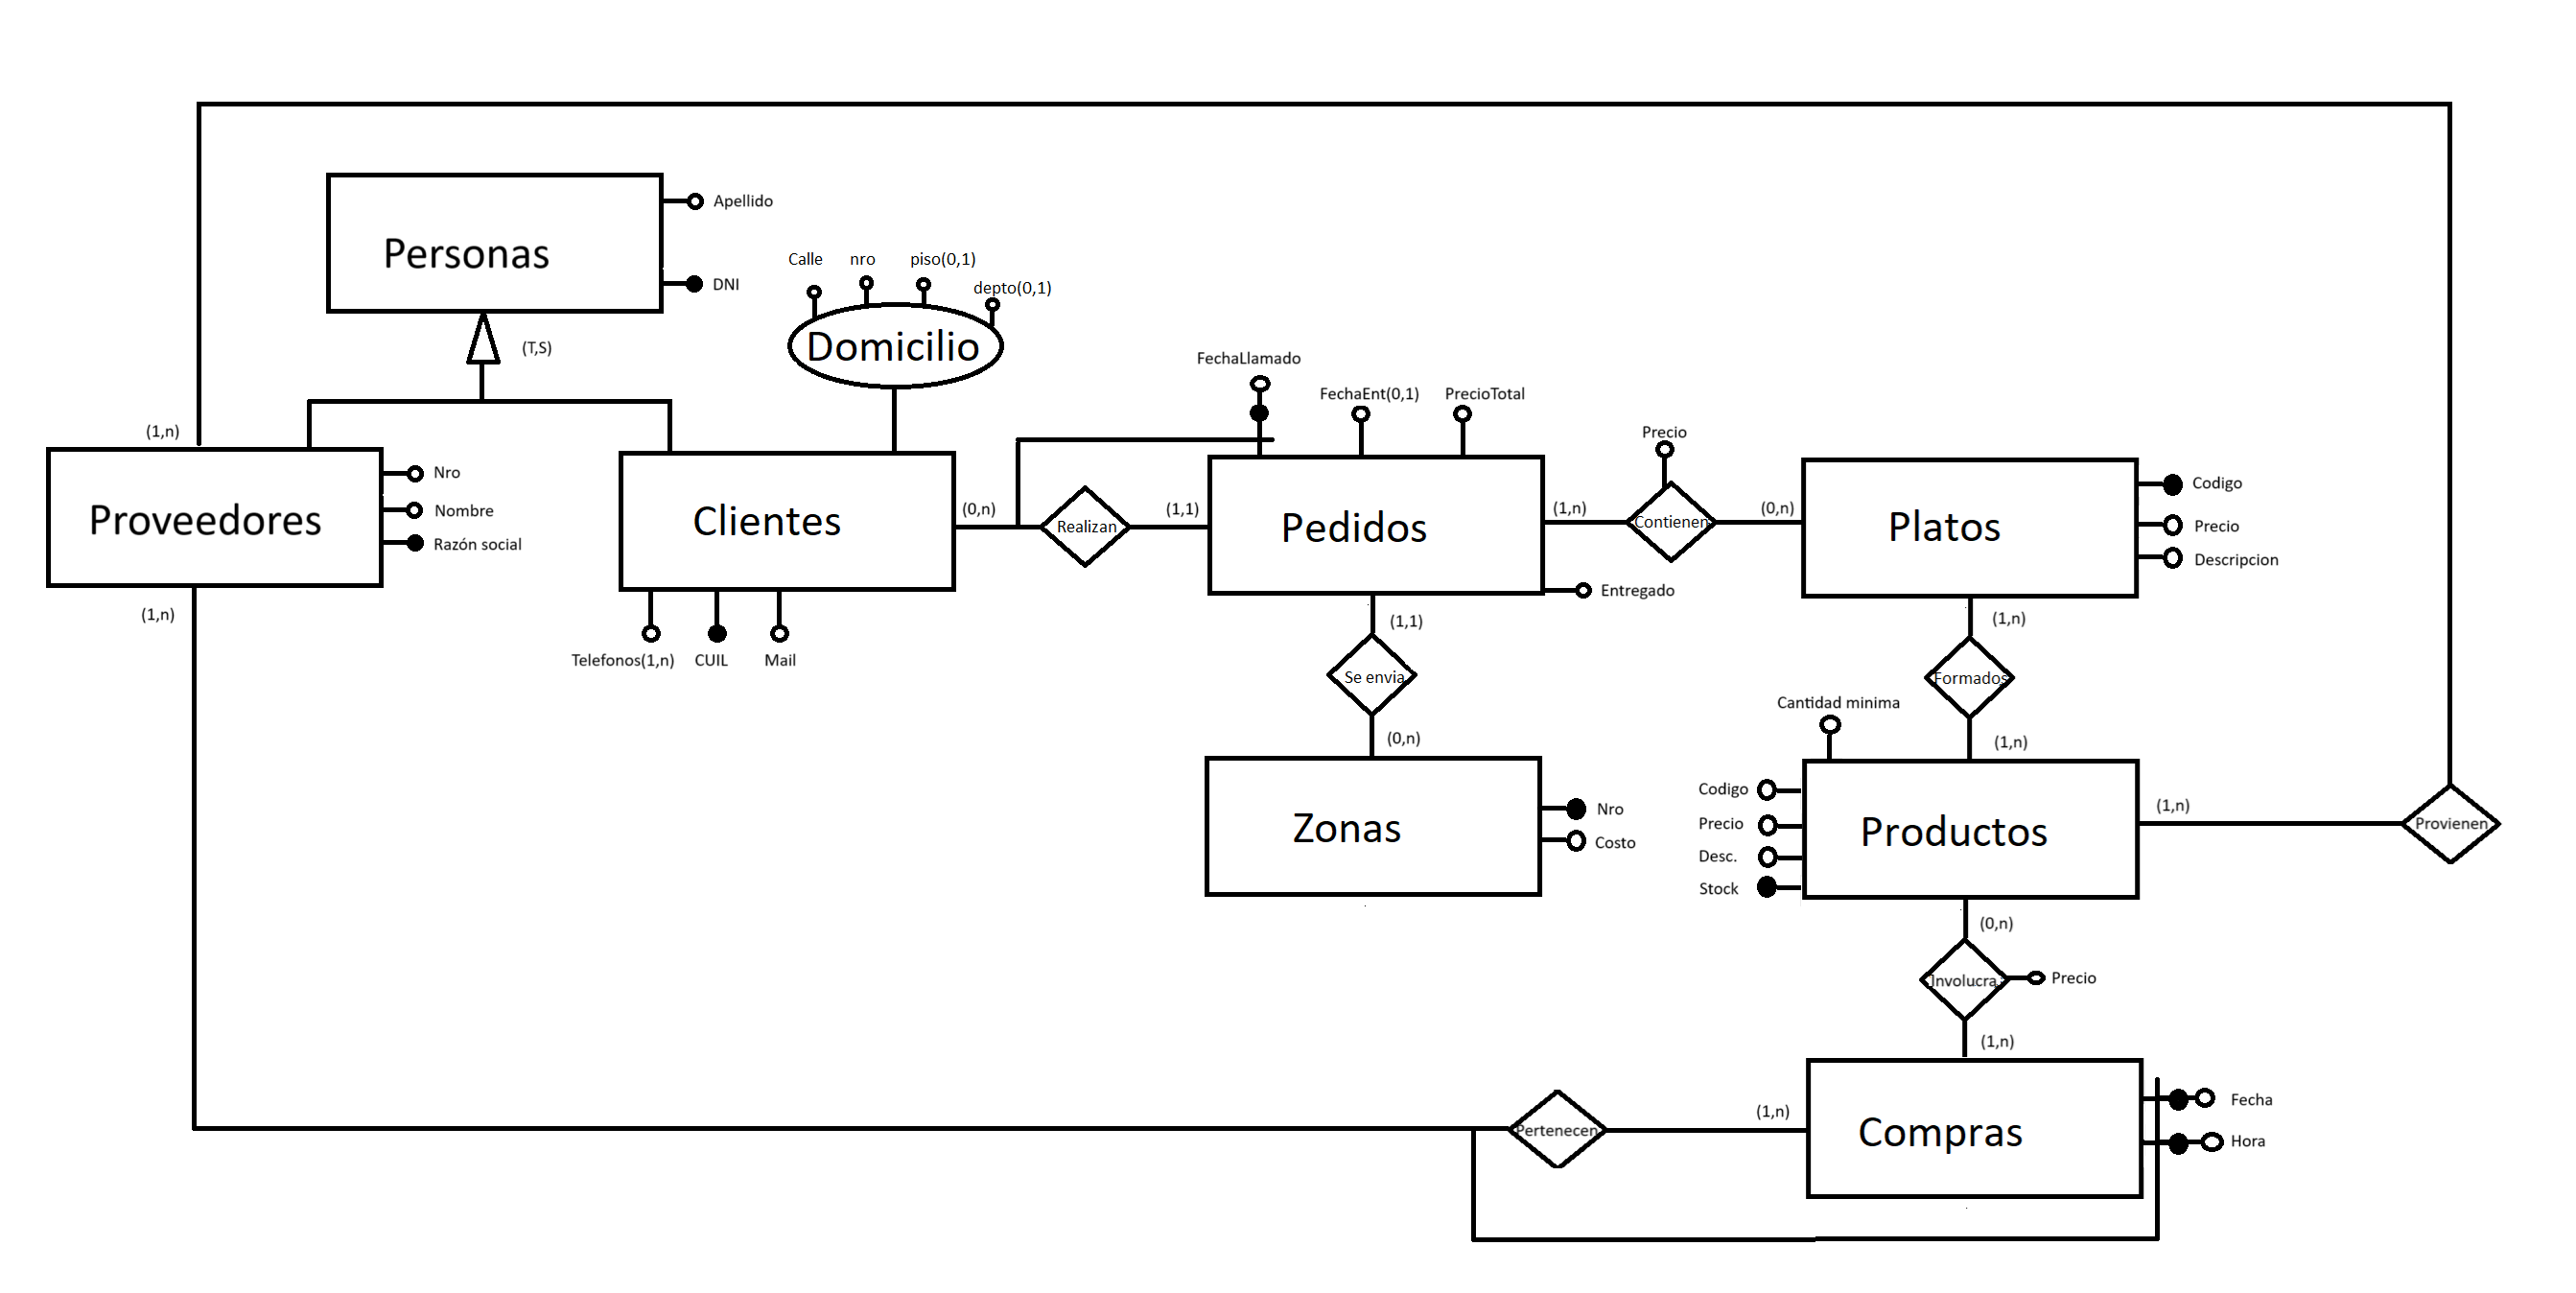 Personas
Apellido
DNI
(T,S)
Calle
nro
piso(0,1)
depto(0,1)
Domicilio
(1,n)
Proveedores
Nro
Nombre
Razón social
(1,n)
Clientes
Telefonos(1,n)
CUIL
Mail
(0,n)
Realizan
(1,1)
FechaLlamado
FechaEnt(0,1)
PrecioTotal
Pedidos
Entregado
(1,n)
Precio
Contienen
(0,n)
Platos
Codigo
Precio
Descripcion
(1,1)
Se envia
(0,n)
Zonas
Nro
Costo
(1,n)
Formados
(1,n)
Cantidad minima
Codigo
Precio
Desc.
Stock
Productos
(1,n)
Provienen
(0,n)
Involucra
Precio
(1,n)
Pertenecen
(1,n)
Compras
Fecha
Hora